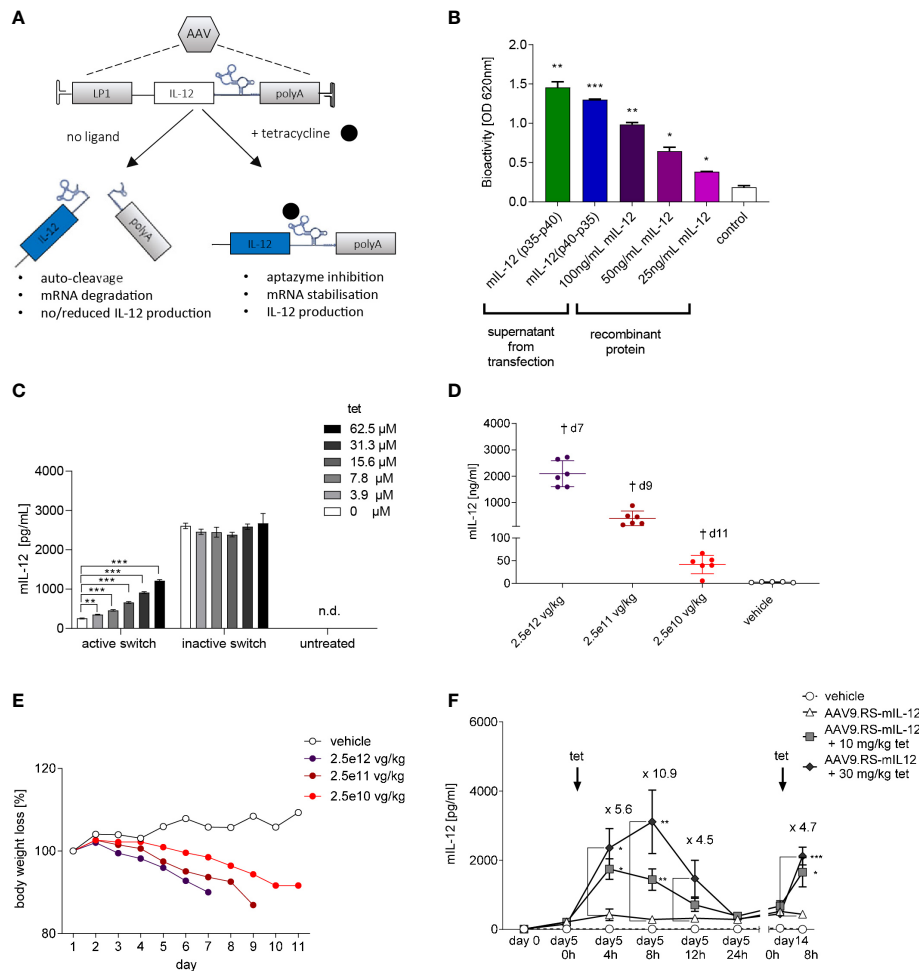 A
AAV
LP1
IL-12
polyA
no ligand
+ tetracycline
IL-12
polyA
IL-12
polyA
• auto-cleavage
• mRNA degradation
• no/reduced IL-12 production
• aptazyme inhibition
• mRNA stabilisation
• IL-12 production
B
Bioactivity [OD 620nm]
2.0
1.5
1.0
0.5
0.0
**
***
**
*
*
mIL-12 (p35-p40)
mIL-12(p40-p35)
100ng/mL mIL-12
50ng/mL mIL-12
25ng/mL mIL-12
control
supernatant
from
transfection
recombinant
protein
C
tet
62.5 µM
31.3 µM
15.6 µM
7.8 µM
3.9 µM
0 µM
mIL-12 [pg/mL]
4000
3000
2000
1000
0
***
***
***
***
**
n.d.
active switch
inactive switch
untreated
D
mIL-12 [ng/ml]
4000
3000
2000
1000
100
50
0
† d7
† d9
† d11
2.5e12 vg/kg
2.5e11 vg/kg
2.5e10 vg/kg
vehicle
E
vehicle
2.5e12 vg/kg
2.5e11 vg/kg
2.5e10 vg/kg
body weight loss [%]
120
100
80
1 2 3 4 5 6 7 8 9 10 11
day
F
vehicle
AAV9.RS-mIL-12
AAV9.RS-mIL-12
+ 10 mg/kg tet
AAV9.RS-mIL12
+ 30 mg/kg tet
mIL-12 [pg/ml]
6000
4000
2000
0
tet
tet
x 5.6
x 10.9
x 4.5
x 4.7
*
*
**
**
***
*
day 0
day5
0h
day5
4h
day5
8h
day5
12h
day5
24h
day14
0h 8h